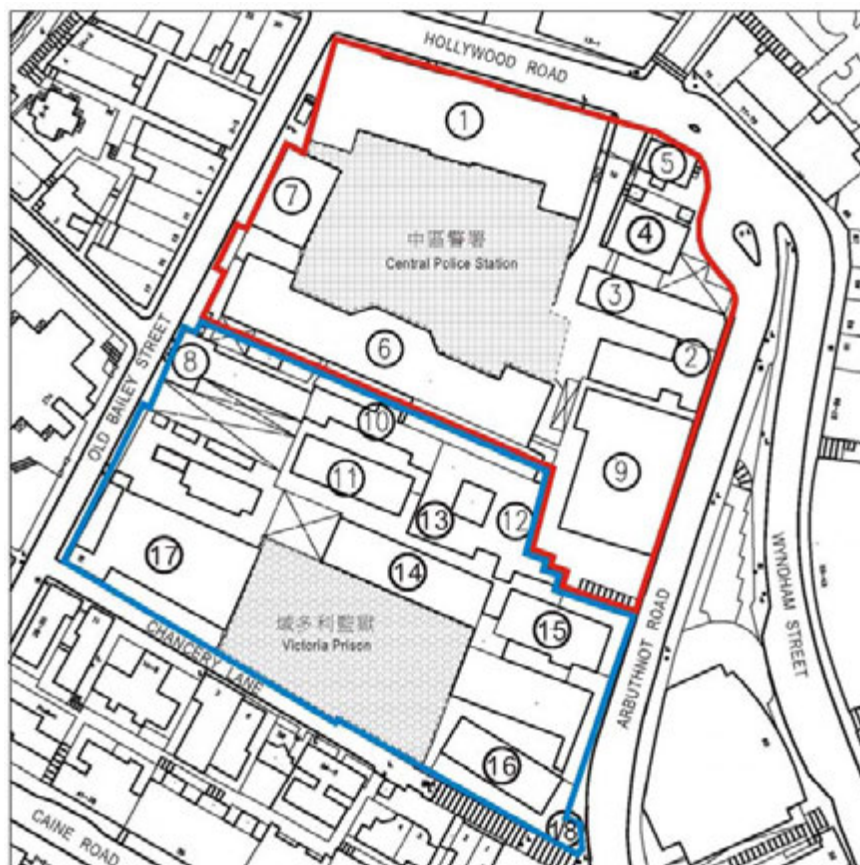 HOLLYWOOD ROAD
①
⑤
⑦
中區警署
Central Police Station
④
③
⑥
②
OLD BAILEY STREET
⑧
⑩
⑨
⑪
⑬
⑫
⑰
⑭
WYNDHAM STREET
域多利監獄
Victoria Prison
⑮
CHANCERY LANE
ARBUTHNOT ROAD
⑯
⑱
CAINE ROAD